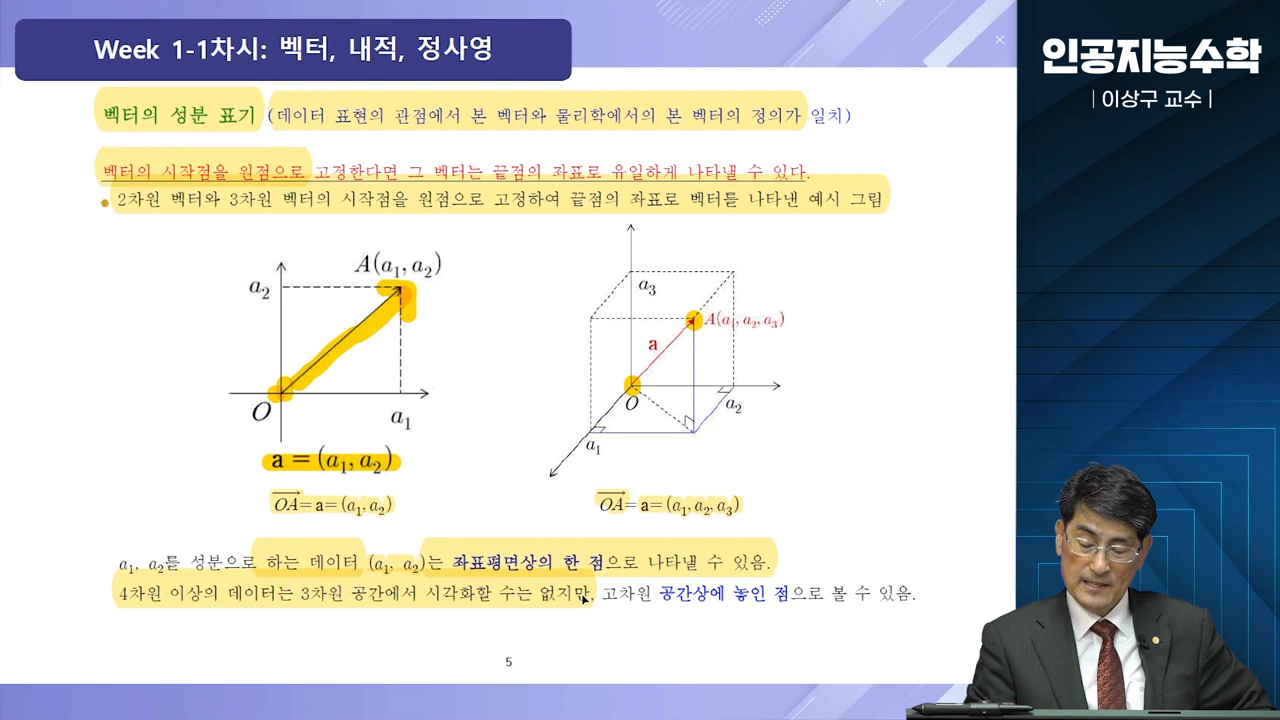 Week 1-1차시: 벡터, 내적, 정사영
인공지능수학
| 이상구 교수 |
벡터의 성분 표기 (데이터 표현의 관점에서 본 벡터와 물리학에서의 본 벡터의 정의가 일치)
벡터의 시작점을 원점으로 고정한다면 그 벡터는 끝점의 좌표로 유일하게 나타낼 수 있다.
2차원 벡터와 3차원 벡터의 시작점을 원점으로 고정하여 끝점의 좌표로 벡터를 나타낸 예시 그림
A(a₁, a₂)
a₂
O
a₁
a = (a₁, a₂)
a₃
A(a₁, a₂, a₃)
a
O
a₂
a₁
OA⃗ = a = (a₁, a₂)
OA⃗ = a = (a₁, a₂, a₃)
a₁, a₂를 성분으로 하는 데이터 (a₁, a₂)는 좌표평면상의 한 점으로 나타낼 수 있음.
4차원 이상의 데이터는 3차원 공간에서 시각화할 수는 없지만, 고차원 공간상에 놓인 점으로 볼 수 있음.
5